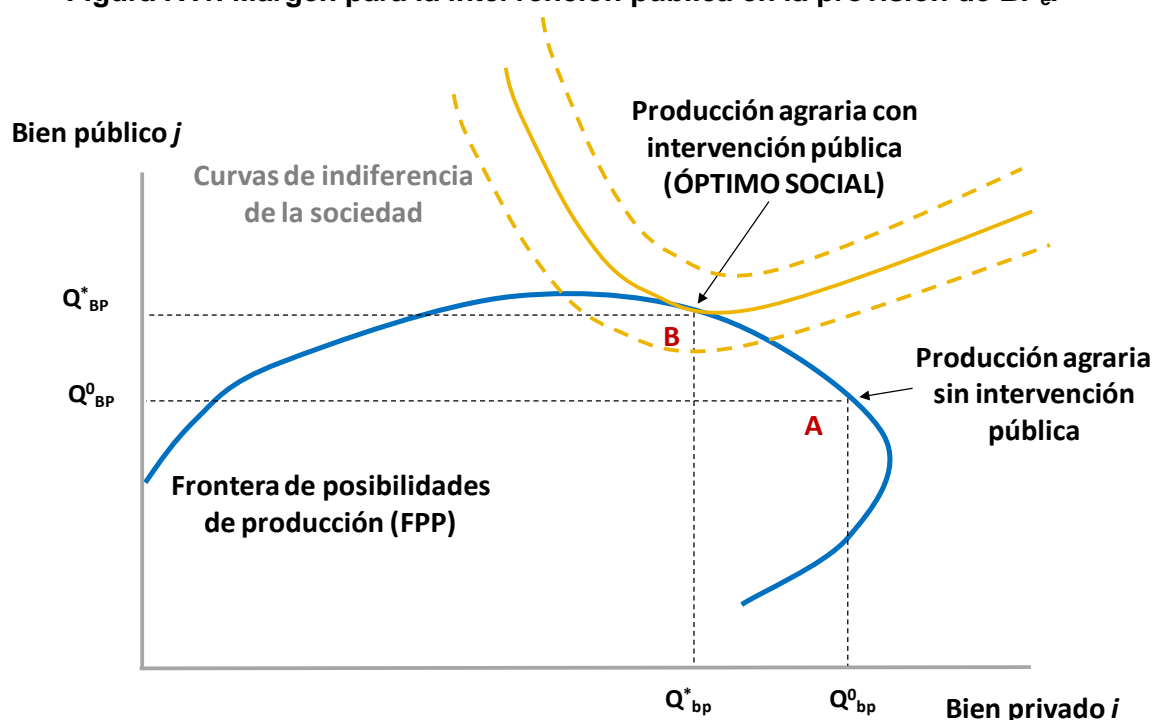 Producción agraria con
intervención pública
(ÓPTIMO SOCIAL)
Bien público j
Curvas de indiferencia
de la sociedad
Q*BP
B
Producción agraria
sin intervención
pública
Q0BP
A
Frontera de posibilidades
de producción (FPP)
Q*bp
Q0bp
Bien privado i